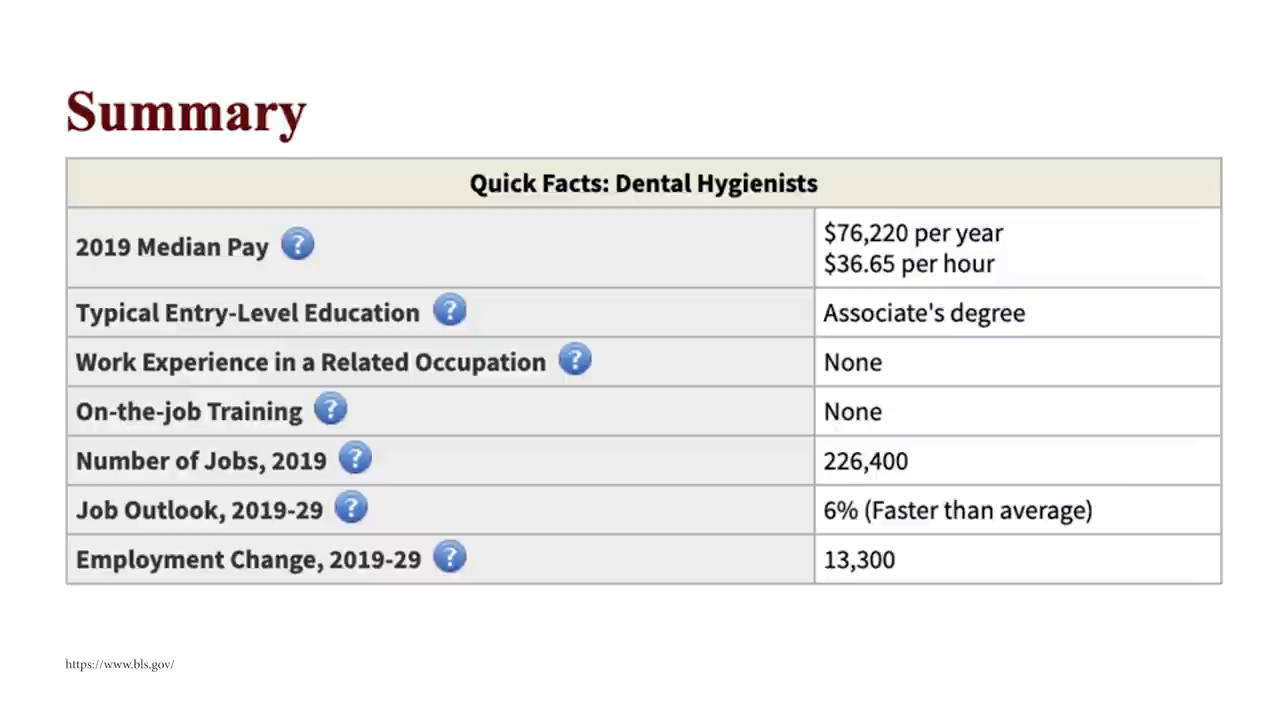 Summary
Quick Facts: Dental Hygienists
2019 Median Pay ?
$76,220 per year
$36.65 per hour
Typical Entry-Level Education ?
Associate's degree
Work Experience in a Related Occupation ?
None
On-the-job Training ?
None
Number of Jobs, 2019 ?
226,400
Job Outlook, 2019-29 ?
6% (Faster than average)
Employment Change, 2019-29 ?
13,300
https://www.bls.gov/